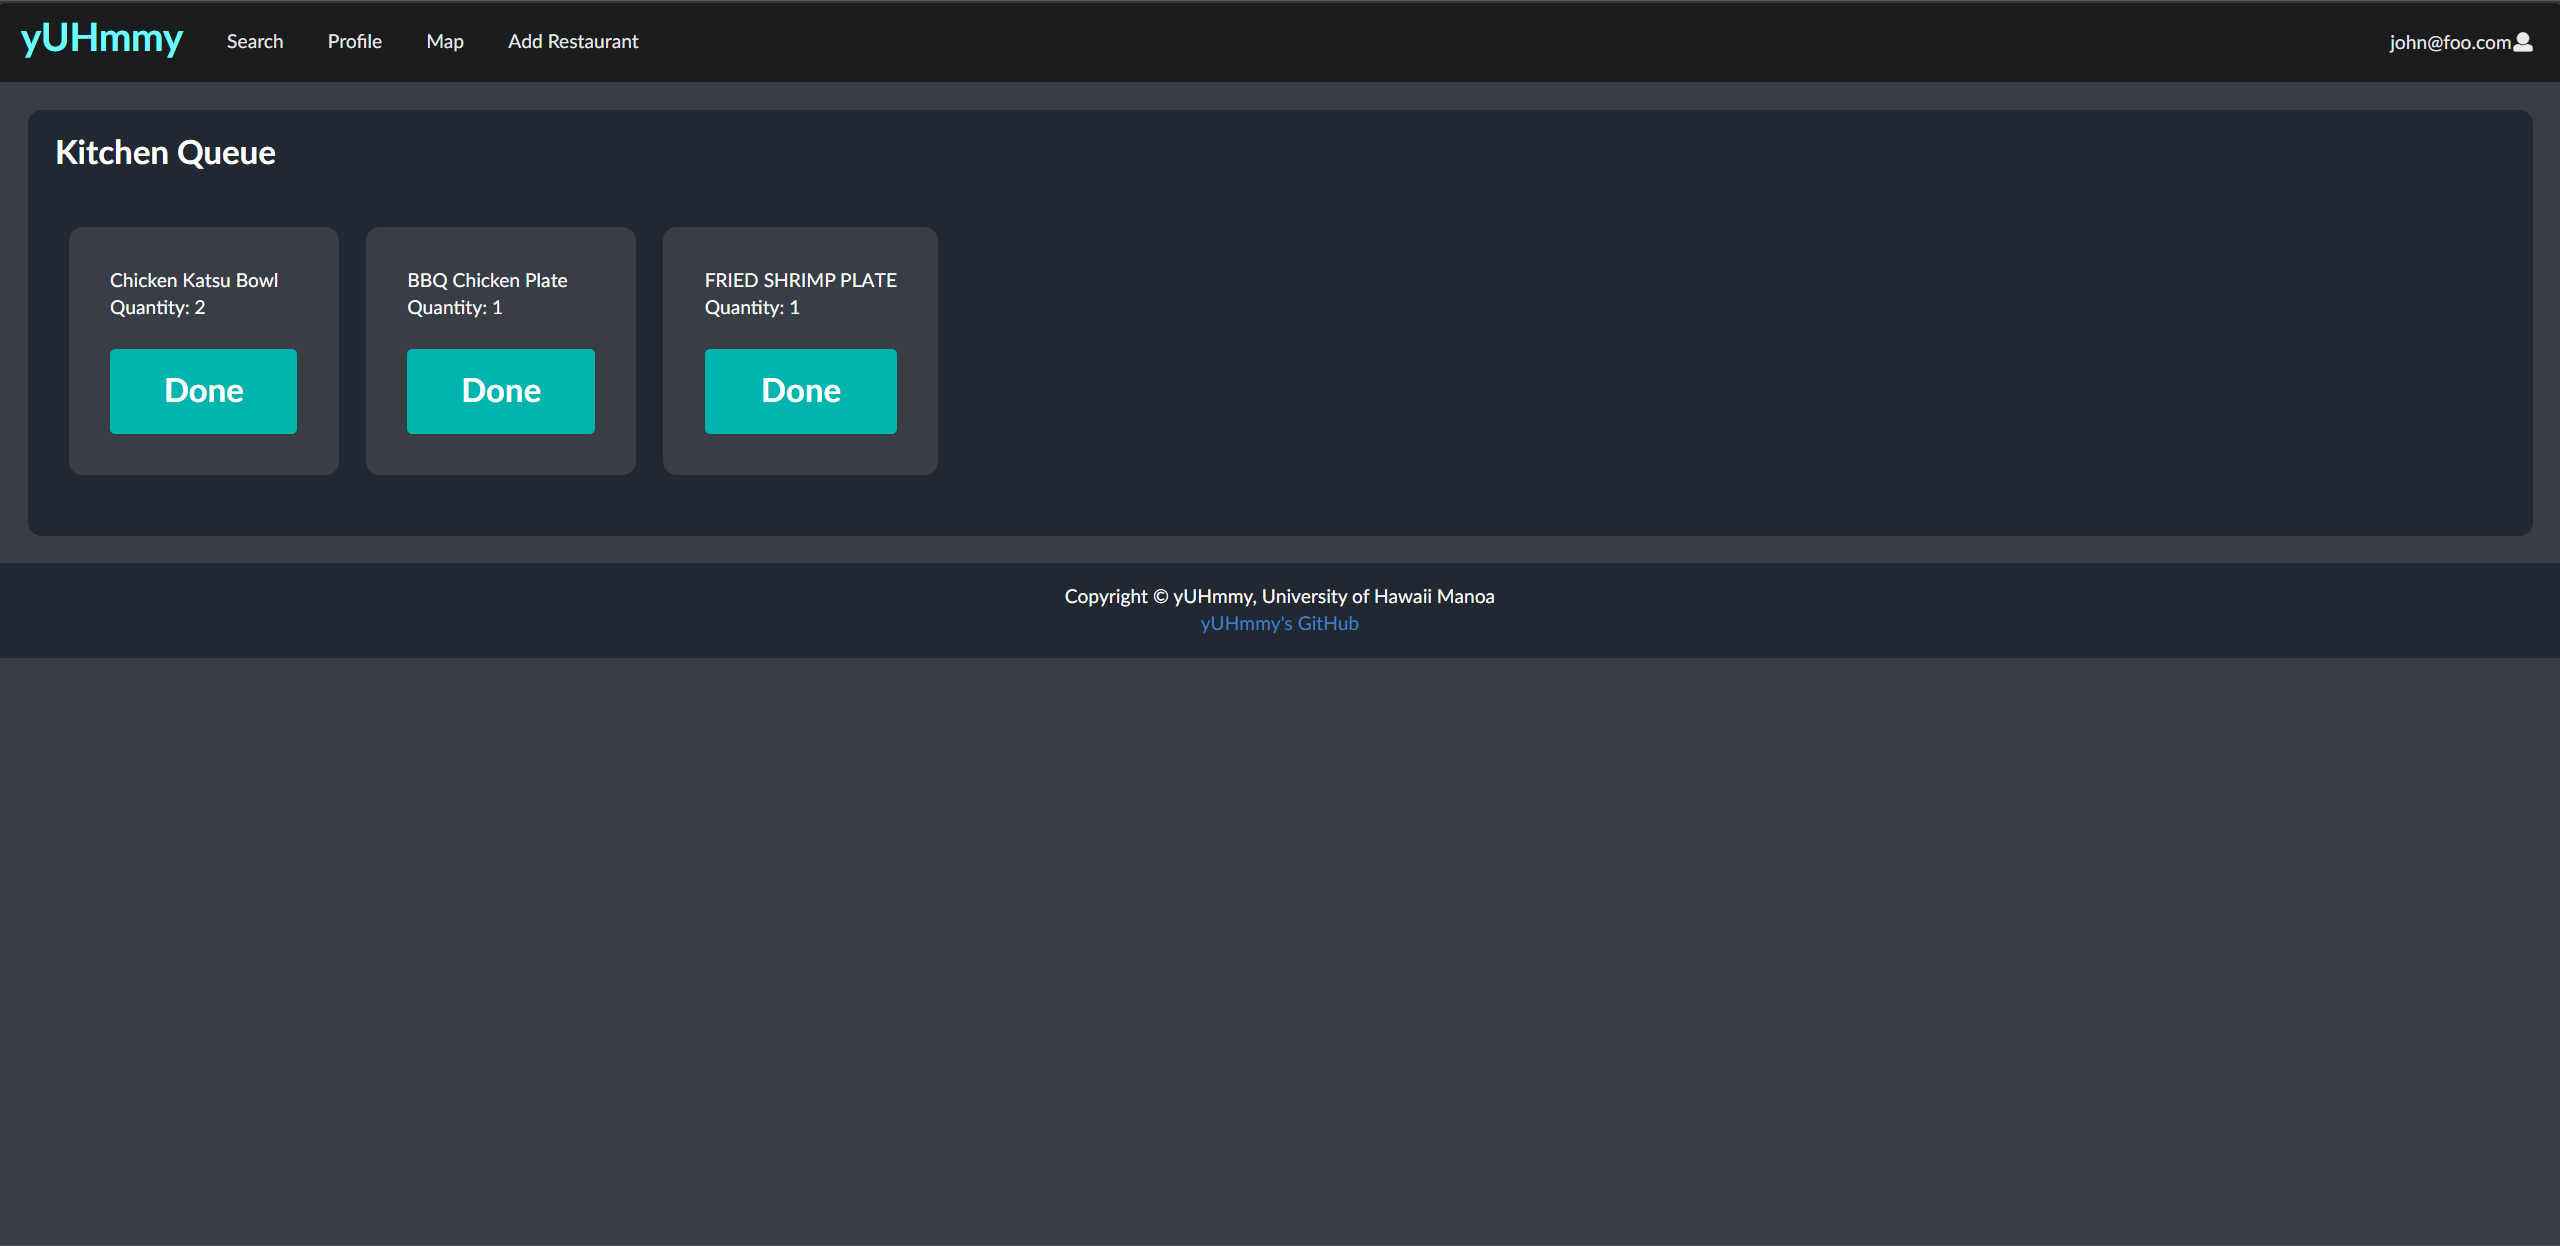 yUHmmy Search Profile Map Add Restaurant john@foo.com
Kitchen Queue
Chicken Katsu Bowl
Quantity: 2
Done
BBQ Chicken Plate
Quantity: 1
Done
FRIED SHRIMP PLATE
Quantity: 1
Done
Copyright © yUHmmy, University of Hawaii Manoa
yUHmmy's GitHub